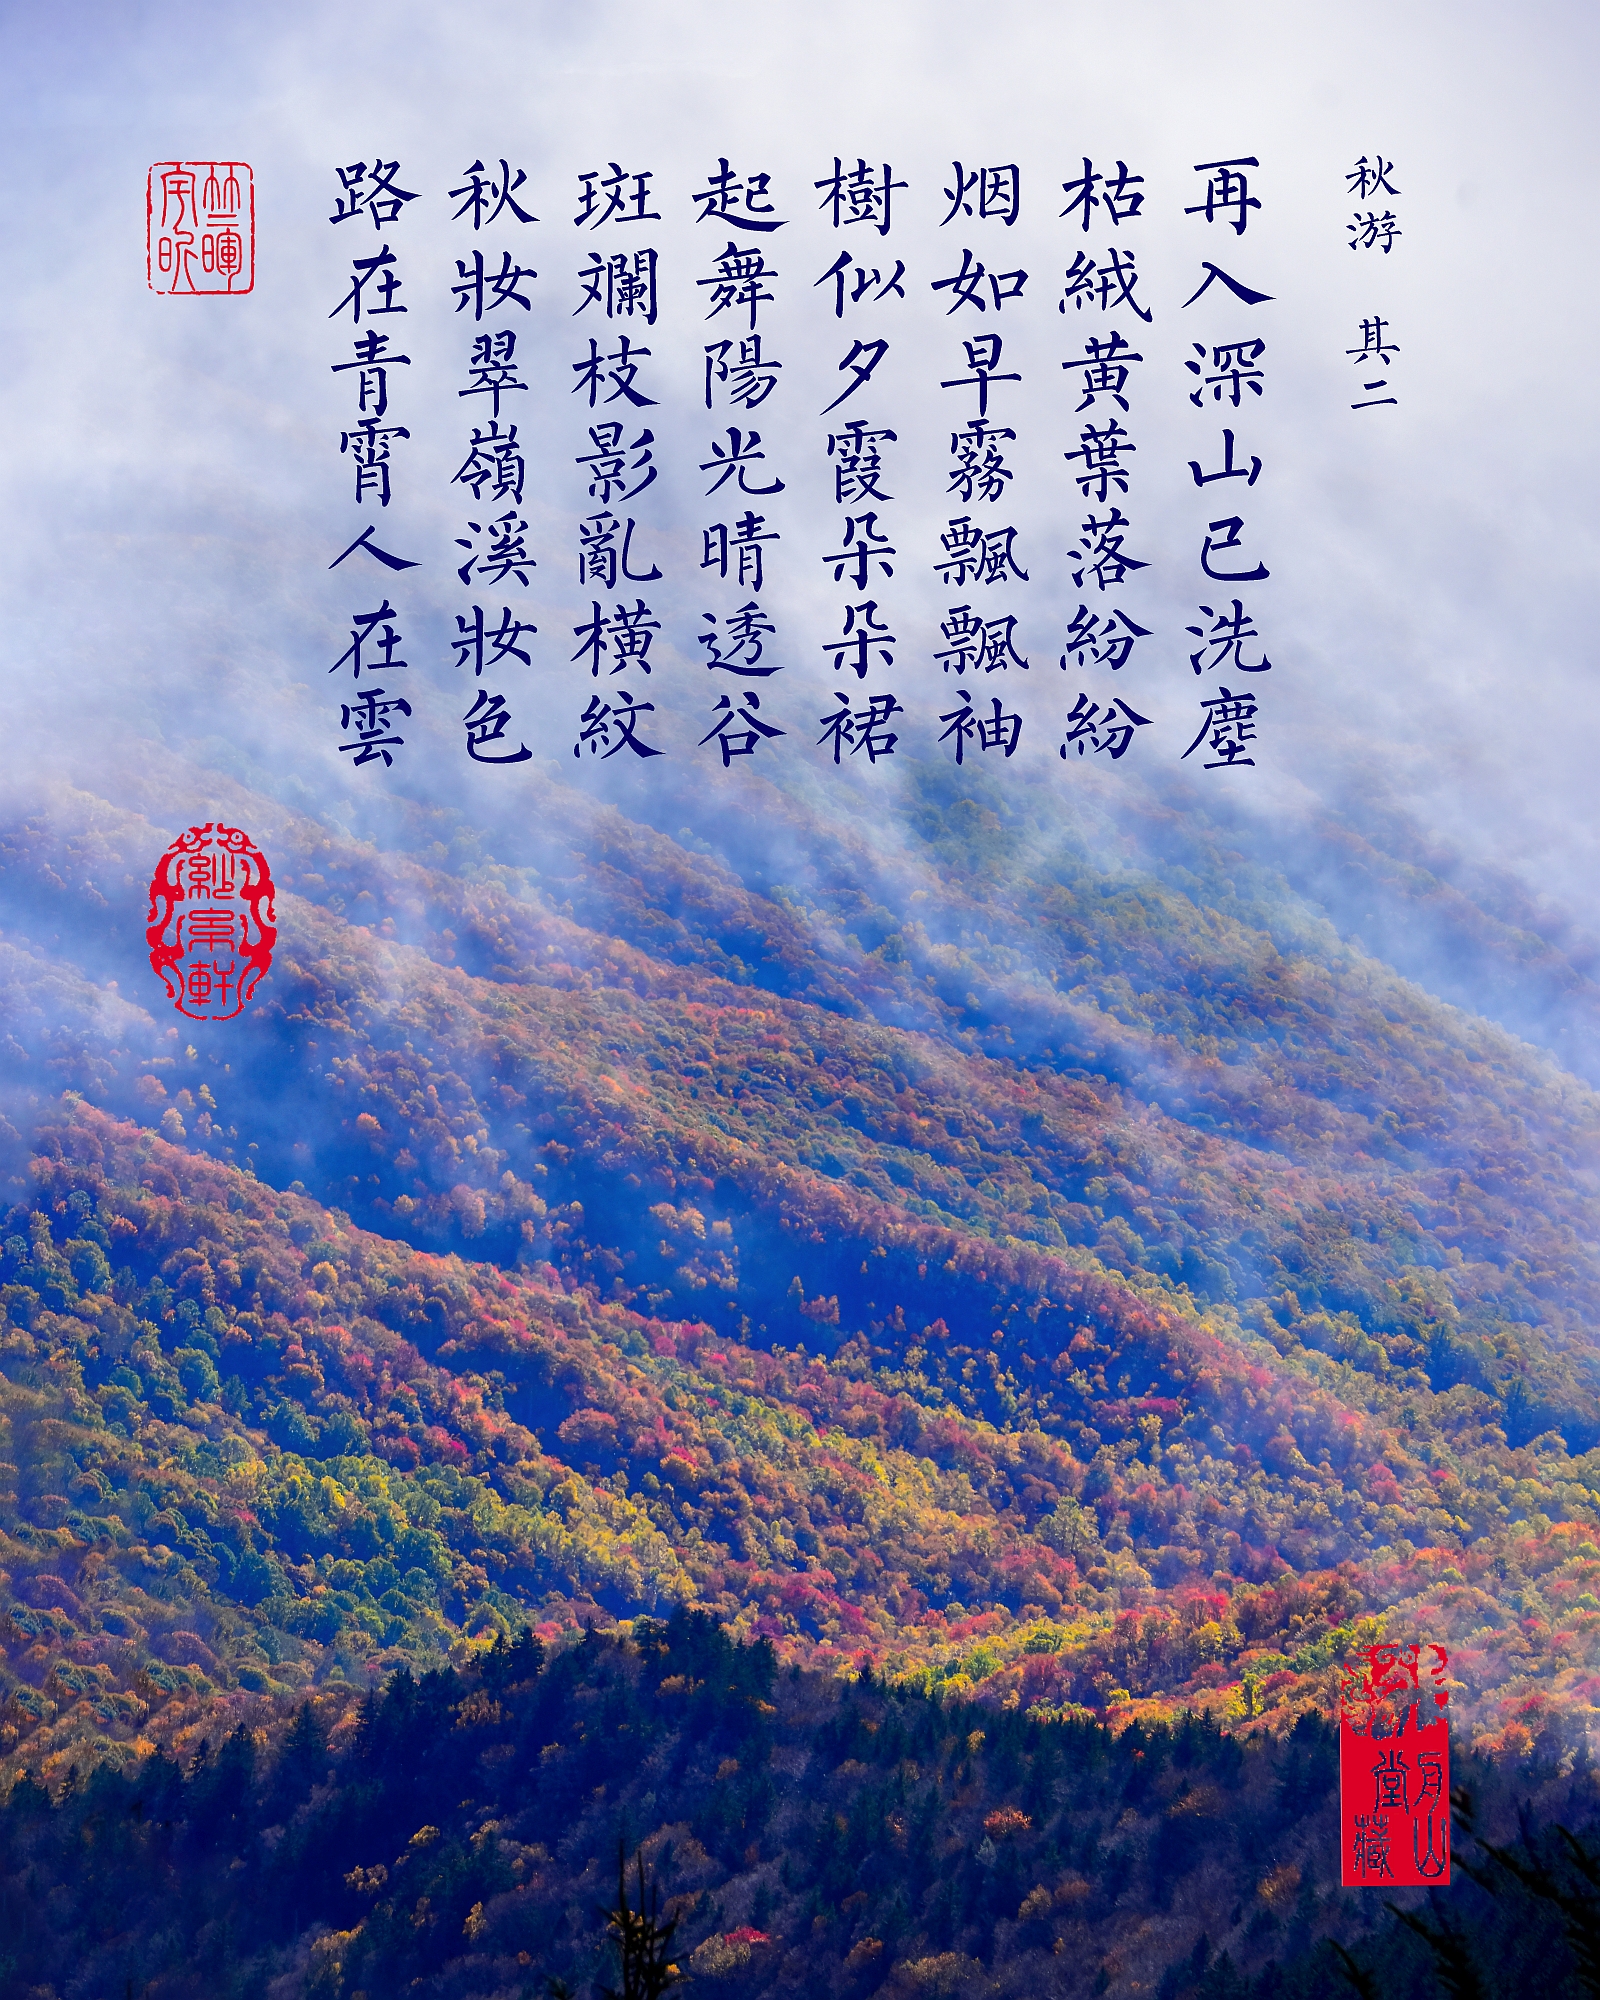 秋游 其二
再入深山已洗塵
枯絨黄葉落紛紛
烟如早霧飄飄袖
樹似夕霞朵朵裙
起舞陽光晴透谷
斑斕枝影亂橫紋
秋妝翠嶺溪妝色
路在青霄人在雲